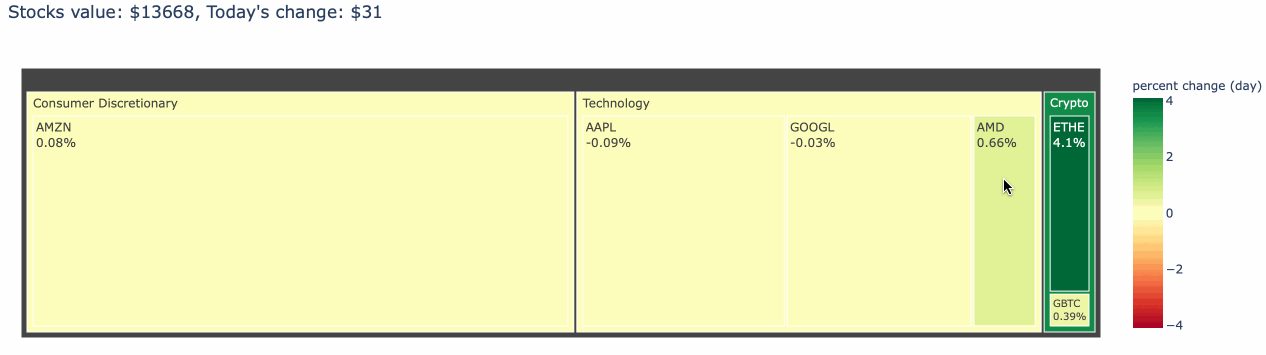 Stocks value: $13668, Today's change: $31
percent change (day)
Consumer Discretionary
AMZN
0.08%
Technology
AAPL
-0.09%
GOOGL
-0.03%
AMD
0.66%
Crypto
ETHE
4.1%
GBTC
0.39%
4
2
0
−2
−4